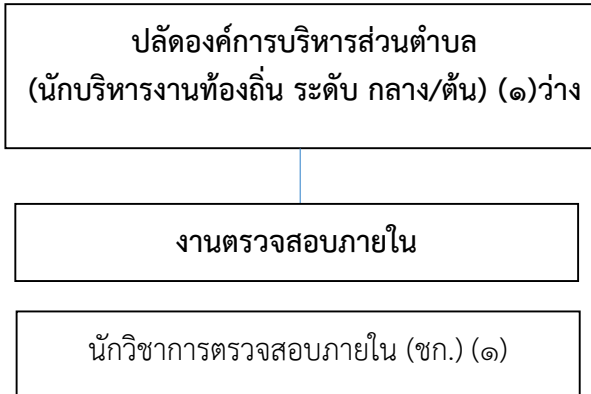 ปลัดองค์การบริหารส่วนตำบล
(นักบริหารงานท้องถิ่น ระดับ กลาง/ต้น) (๑)ว่าง
งานตรวจสอบภายใน
นักวิชาการตรวจสอบภายใน (ชก.) (๑)